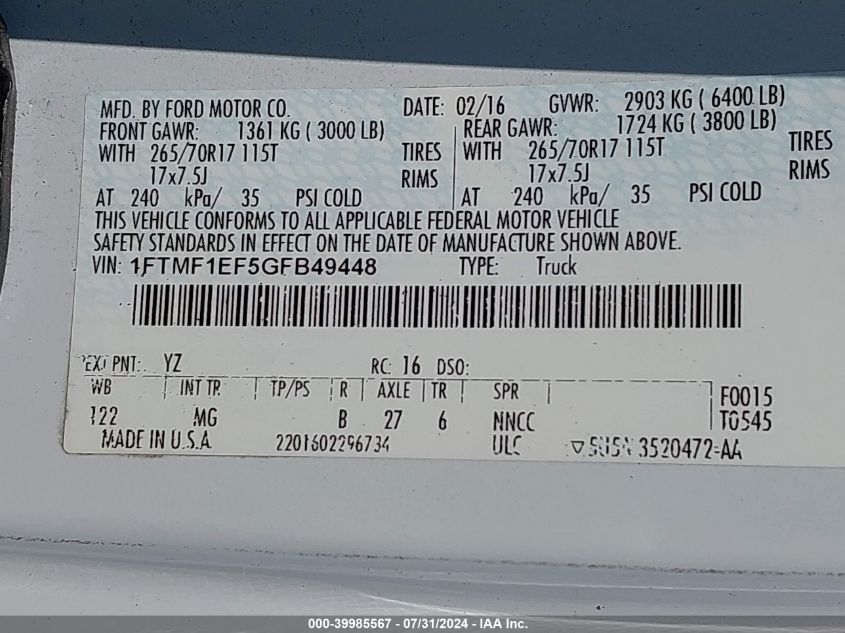 MFD. BY FORD MOTOR CO. DATE: 02/16 GVWR: 2903 KG ( 6400 LB)
FRONT GAWR: 1361 KG ( 3000 LB) REAR GAWR: 1724 KG ( 3800 LB)
WITH 265/70R17 115T TIRES WITH 265/70R17 115T TIRES
17x7.5J RIMS 17x7.5J RIMS
AT 240 kPa/ 35 PSI COLD AT 240 kPa/ 35 PSI COLD
THIS VEHICLE CONFORMS TO ALL APPLICABLE FEDERAL MOTOR VEHICLE
SAFETY STANDARDS IN EFFECT ON THE DATE OF MANUFACTURE SHOWN ABOVE.
VIN: 1FTMF1EF5GFB49448 TYPE: Truck
EXT PNT: YZ RC: 16 DSO:
WB INT TR TP/PS R AXLE TR SPR F0015
122 MG B 27 6 NNCC T0545
MADE IN U.S.A. 2201602296734 ULC 3520472-AA
000-39985567 - 07/31/2024 - IAA Inc.